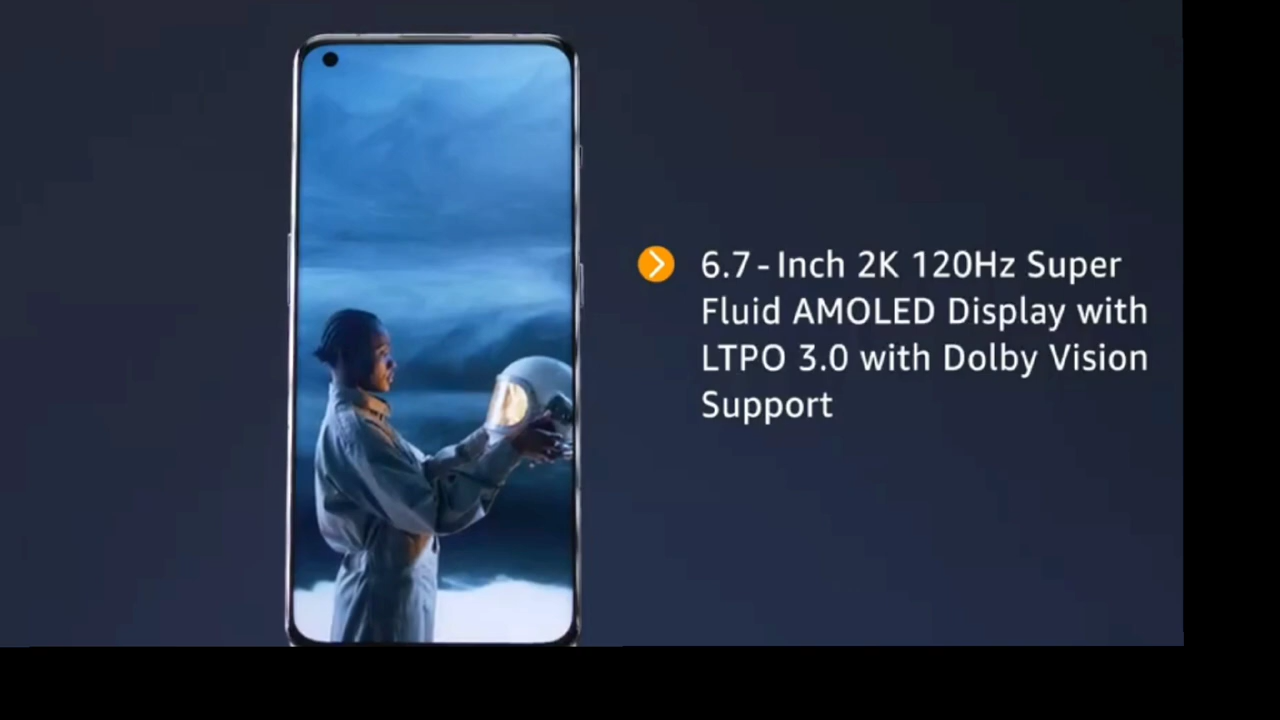 6.7-Inch 2K 120Hz Super
Fluid AMOLED Display with
LTPO 3.0 with Dolby Vision
Support